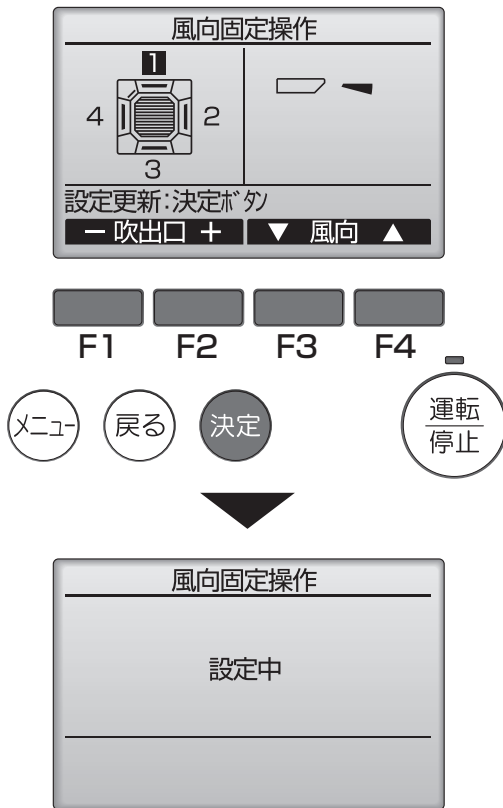 風向固定操作
1
4 2
3
設定更新:決定ボタン
− 吹出口 + ▼ 風向 ▲
F1 F2 F3 F4
メニュー 戻る 決定 運転
停止
風向固定操作
設定中